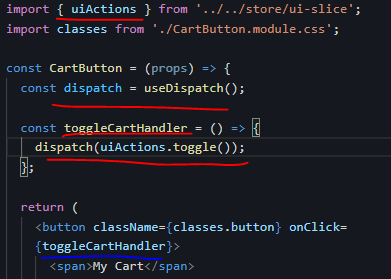 import { uiActions } from '../../store/ui-slice';
import classes from './CartButton.module.css';
const CartButton = (props) => {
const dispatch = useDispatch();
const toggleCartHandler = () => {
dispatch(uiActions.toggle());
};
return (
<button className={classes.button} onClick=
{toggleCartHandler}>
<span>My Cart</span>